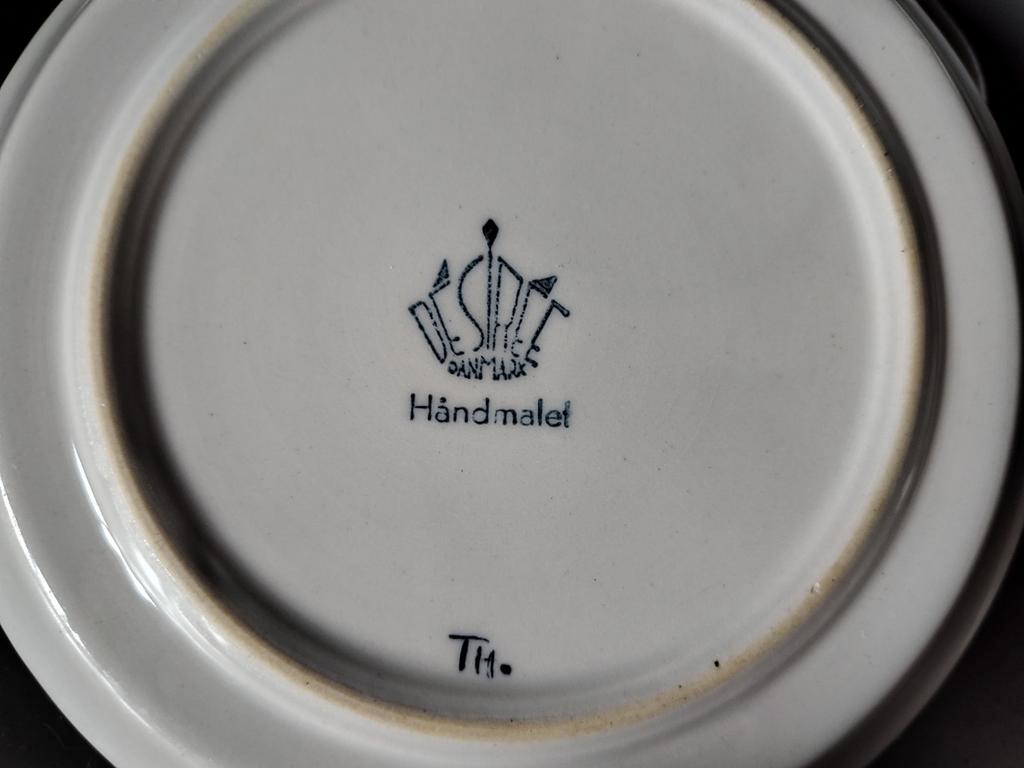 DÉSIRÉE
DANMARK
Håndmalet
TH.